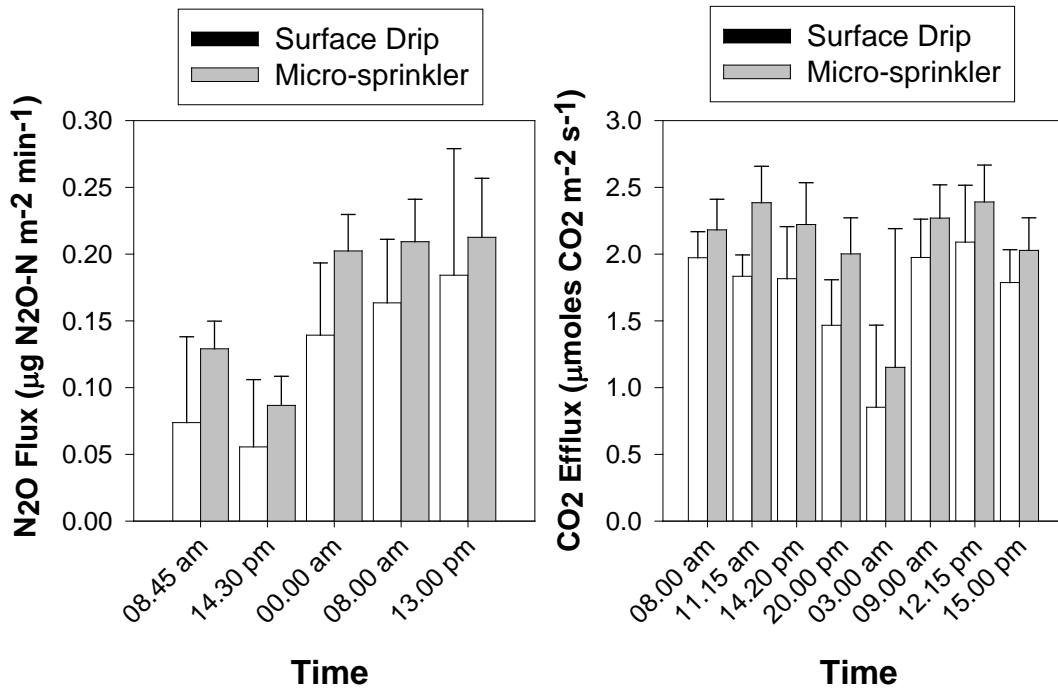 Surface Drip
Micro-sprinkler
N2O Flux (µg N2O-N m-2 min-1)
0.30
0.25
0.20
0.15
0.10
0.05
0.00
08.45 am
14.30 pm
00.00 am
08.00 am
13.00 pm
Time
Surface Drip
Micro-sprinkler
CO2 Efflux (µmoles CO2 m-2 s-1)
3.0
2.5
2.0
1.5
1.0
0.5
0.0
08.00 am
11.15 am
14.20 pm
20.00 pm
03.00 am
09.00 am
12.15 pm
15.00 pm
Time